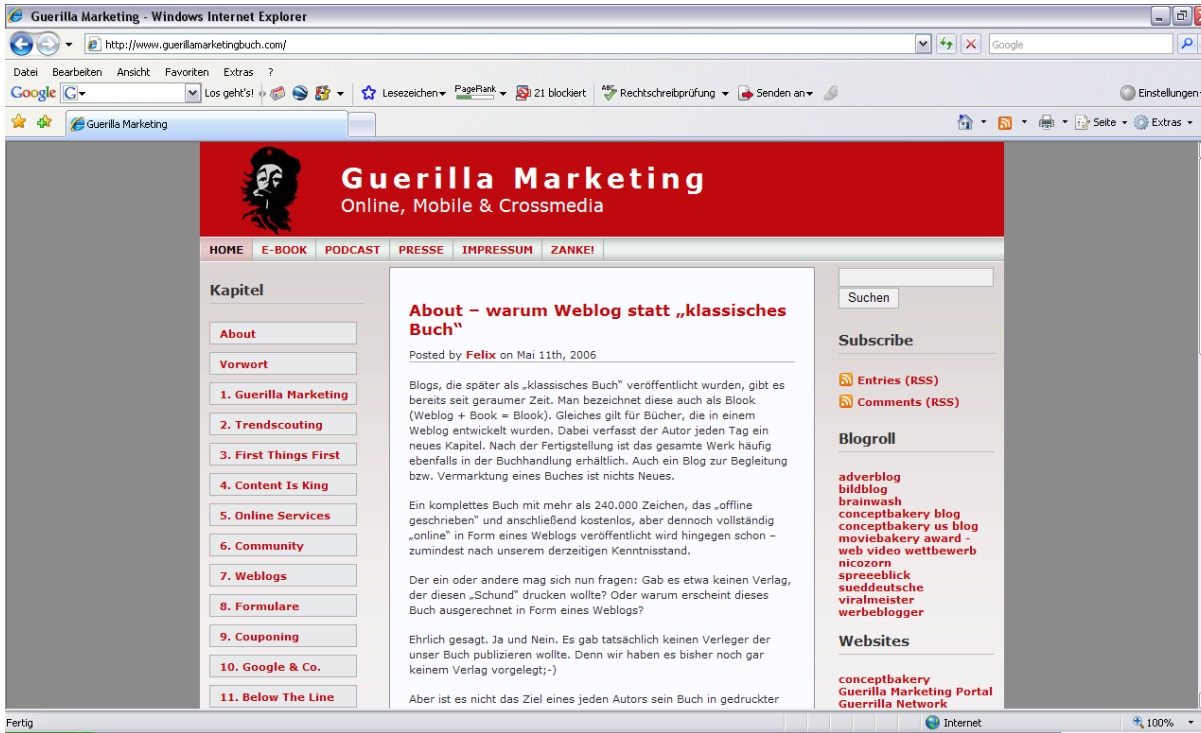 Guerilla Marketing - Windows Internet Explorer
http://www.guerillamarketingbuch.com/
Google
Datei Bearbeiten Ansicht Favoriten Extras ?
Google G Los geht's! Lesezeichen PageRank 21 blockiert ABC Rechtschreibprüfung Senden an Einstellungen
Guerilla Marketing
Seite Extras
Guerilla Marketing
Online, Mobile & Crossmedia
HOME E-BOOK PODCAST PRESSE IMPRESSUM ZANKE!
Kapitel
About
Vorwort
1. Guerilla Marketing
2. Trendscouting
3. First Things First
4. Content Is King
5. Online Services
6. Community
7. Weblogs
8. Formulare
9. Couponing
10. Google & Co.
11. Below The Line
About – warum Weblog statt „klassisches
Buch“
Posted by Felix on Mai 11th, 2006
Blogs, die später als „klassisches Buch“ veröffentlicht wurden, gibt es
bereits seit geraumer Zeit. Man bezeichnet diese auch als Blook
(Weblog + Book = Blook). Gleiches gilt für Bücher, die in einem
Weblog entwickelt wurden. Dabei verfasst der Autor jeden Tag ein
neues Kapitel. Nach der Fertigstellung ist das gesamte Werk häufig
ebenfalls in der Buchhandlung erhältlich. Auch ein Blog zur Begleitung
bzw. Vermarktung eines Buches ist nichts Neues.
Ein komplettes Buch mit mehr als 240.000 Zeichen, das „offline
geschrieben“ und anschließend kostenlos, aber dennoch vollständig
„online“ in Form eines Weblogs veröffentlicht wird hingegen schon –
zumindest nach unserem derzeitigen Kenntnisstand.
Der ein oder andere mag sich nun fragen: Gab es etwa keinen Verlag,
der diesen „Schund“ drucken wollte? Oder warum erscheint dieses
Buch ausgerechnet in Form eines Weblogs?
Ehrlich gesagt. Ja und Nein. Es gab tatsächlich keinen Verleger der
unser Buch publizieren wollte. Denn wir haben es bisher noch gar
keinem Verlag vorgelegt;-)
Aber ist es nicht das Ziel eines jeden Autors sein Buch in gedruckter
Suchen
Subscribe
Entries (RSS)
Comments (RSS)
Blogroll
adverblog
bildblog
brainwash
conceptbakery blog
conceptbakery us blog
moviebakery award -
web video wettbewerb
nicozorn
spreeeblick
sueddeutsche
viralmeister
werbeblogger
Websites
conceptbakery
Guerilla Marketing Portal
Guerrilla Network
Fertig
Internet
100%